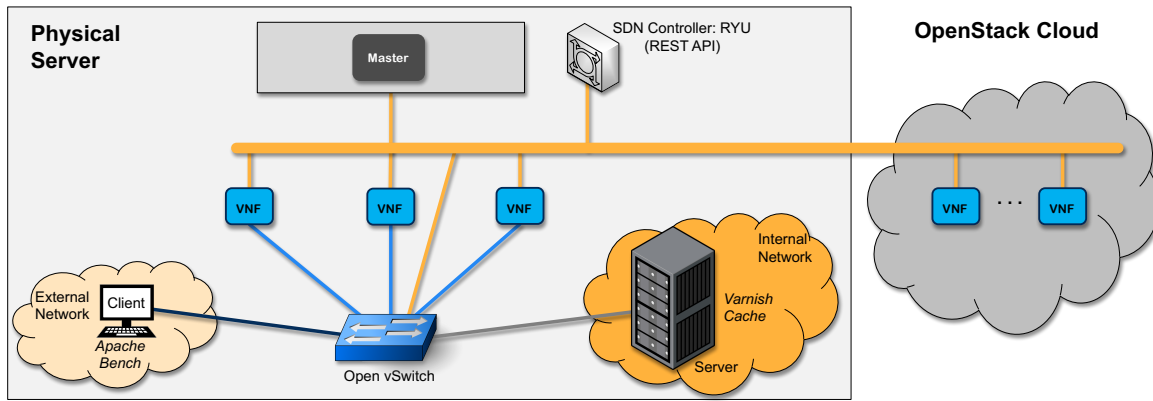 Physical
Server
Master
SDN Controller: RYU
(REST API)
OpenStack Cloud
VNF
VNF
VNF
VNF
...
VNF
External
Network
Client
Apache
Bench
Open vSwitch
Internal
Network
Varnish
Cache
Server